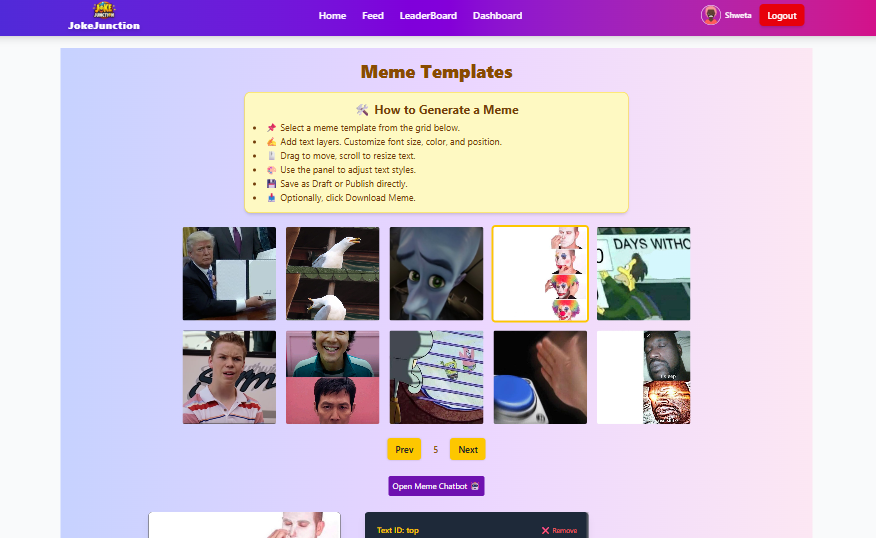 JOKE
JUNCTION
JokeJunction
Home
Feed
LeaderBoard
Dashboard
Shweta
Logout
Meme Templates
🛠️ How to Generate a Meme
• 📌 Select a meme template from the grid below.
• ✍️ Add text layers. Customize font size, color, and position.
• 🖱️ Drag to move, scroll to resize text.
• 🧠 Use the panel to adjust text styles.
• 💾 Save as Draft or Publish directly.
• 📥 Optionally, click Download Meme.
DAYS WITHO
0
Prev
5
Next
Open Meme Chatbot
Text ID: top
❌ Remove